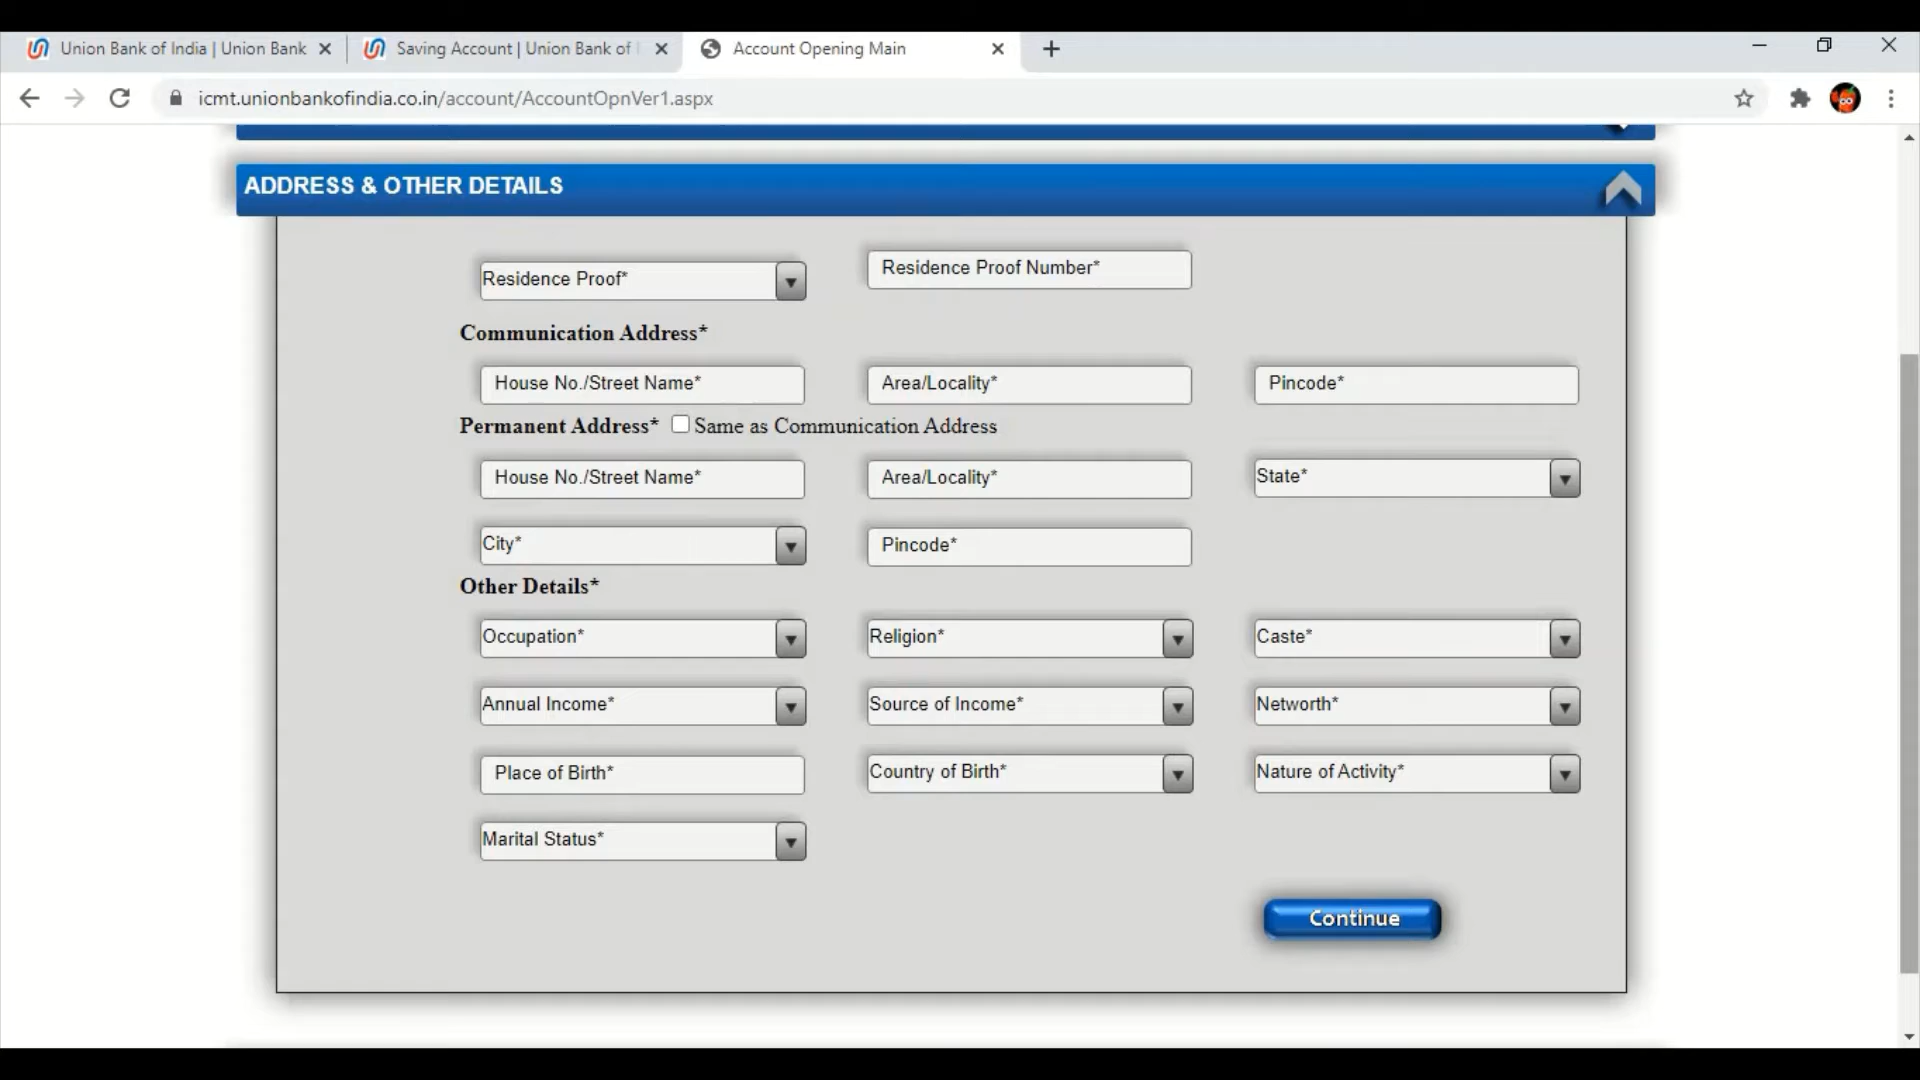 Union Bank of India | Union Bank
Saving Account | Union Bank of
Account Opening Main
icmt.unionbankofindia.co.in/account/AccountOpnVer1.aspx
ADDRESS & OTHER DETAILS
Residence Proof*
Residence Proof Number*
Communication Address*
House No./Street Name*
Area/Locality*
Pincode*
Permanent Address* Same as Communication Address
House No./Street Name*
Area/Locality*
State*
City*
Pincode*
Other Details*
Occupation*
Religion*
Caste*
Annual Income*
Source of Income*
Networth*
Place of Birth*
Country of Birth*
Nature of Activity*
Marital Status*
Continue